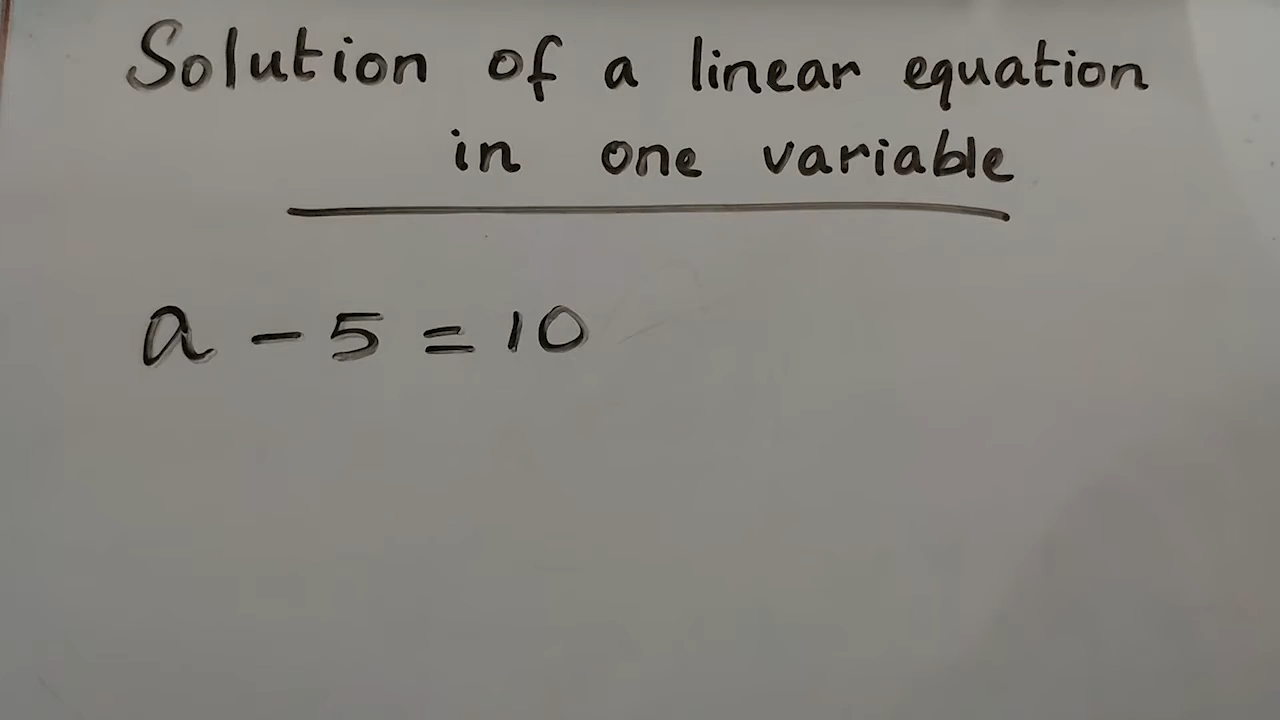 Solution of a linear equation
in one variable
a - 5 = 10